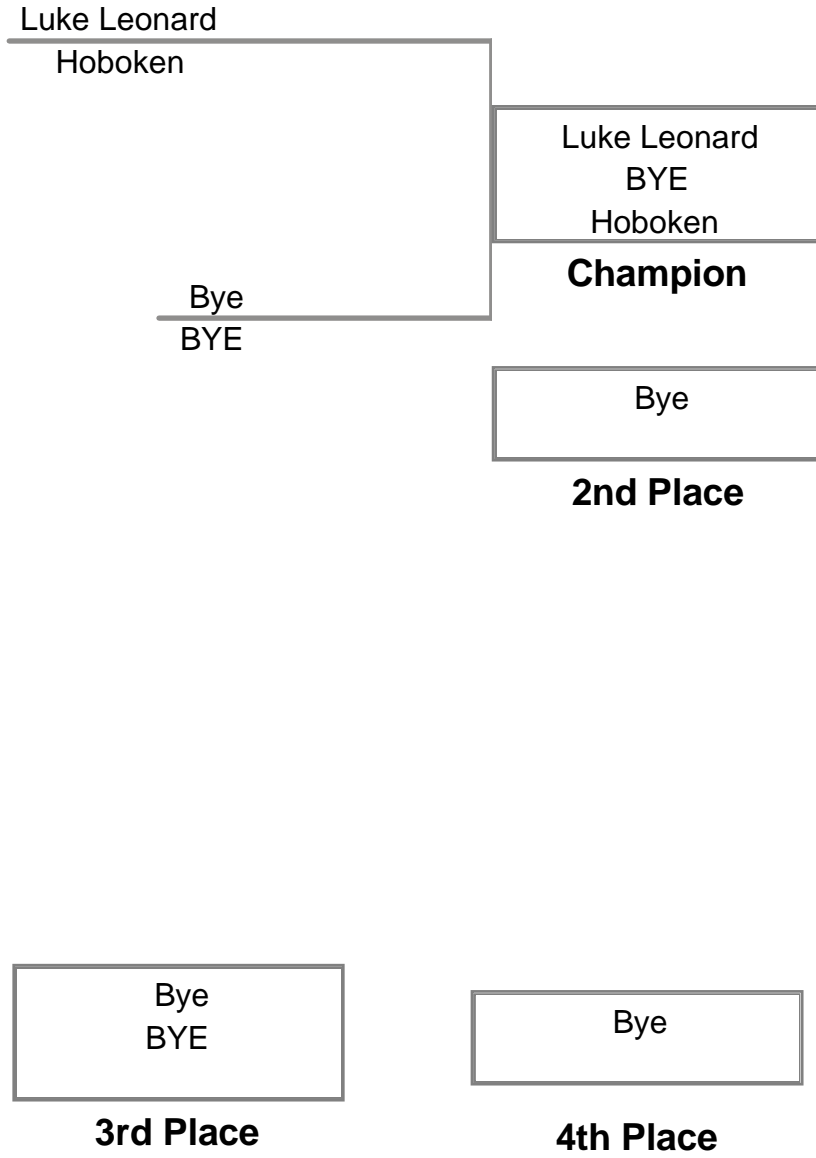 Luke Leonard
Hoboken
Luke Leonard
BYE
Hoboken
Champion
Bye
BYE
Bye
2nd Place
Bye
BYE
3rd Place
Bye
4th Place